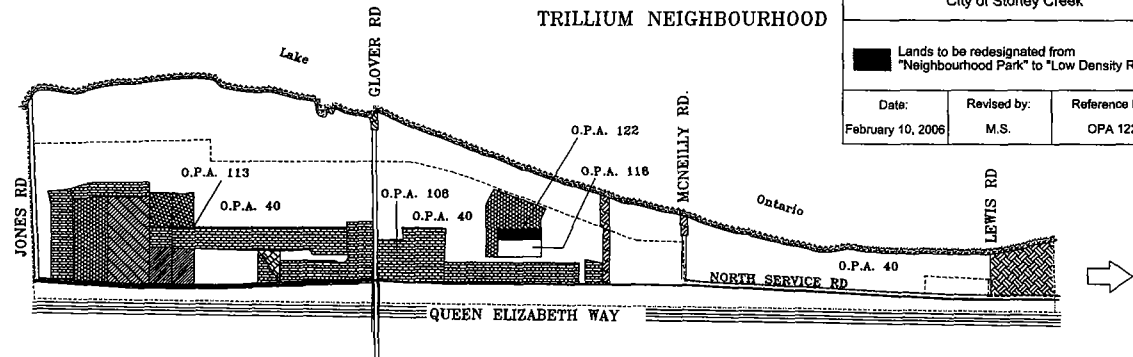 City of Stoney Creek
TRILLIUM NEIGHBOURHOOD
Lands to be redesignated from
"Neighbourhood Park" to "Low Density R
Date:
Revised by:
Reference
February 10, 2006
M.S.
OPA 122
Lake
GLOVER RD
O.P.A. 122
O.P.A. 116
MCNEILLY RD.
O.P.A. 113
O.P.A. 40
O.P.A. 108
O.P.A. 40
Ontario
JONES RD
LEWIS RD
O.P.A. 40
NORTH SERVICE RD
QUEEN ELIZABETH WAY